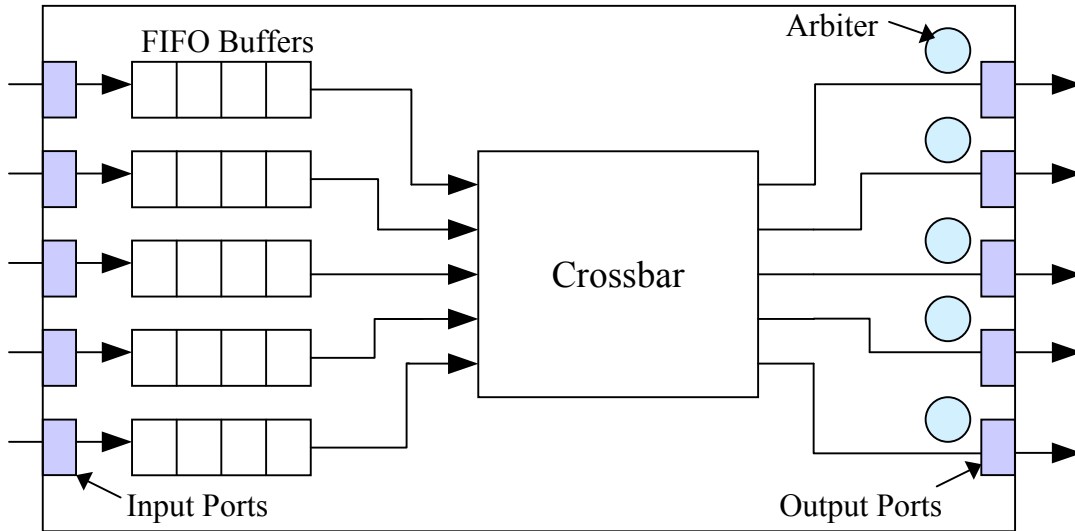 Arbiter
FIFO Buffers
Crossbar
Input Ports
Output Ports